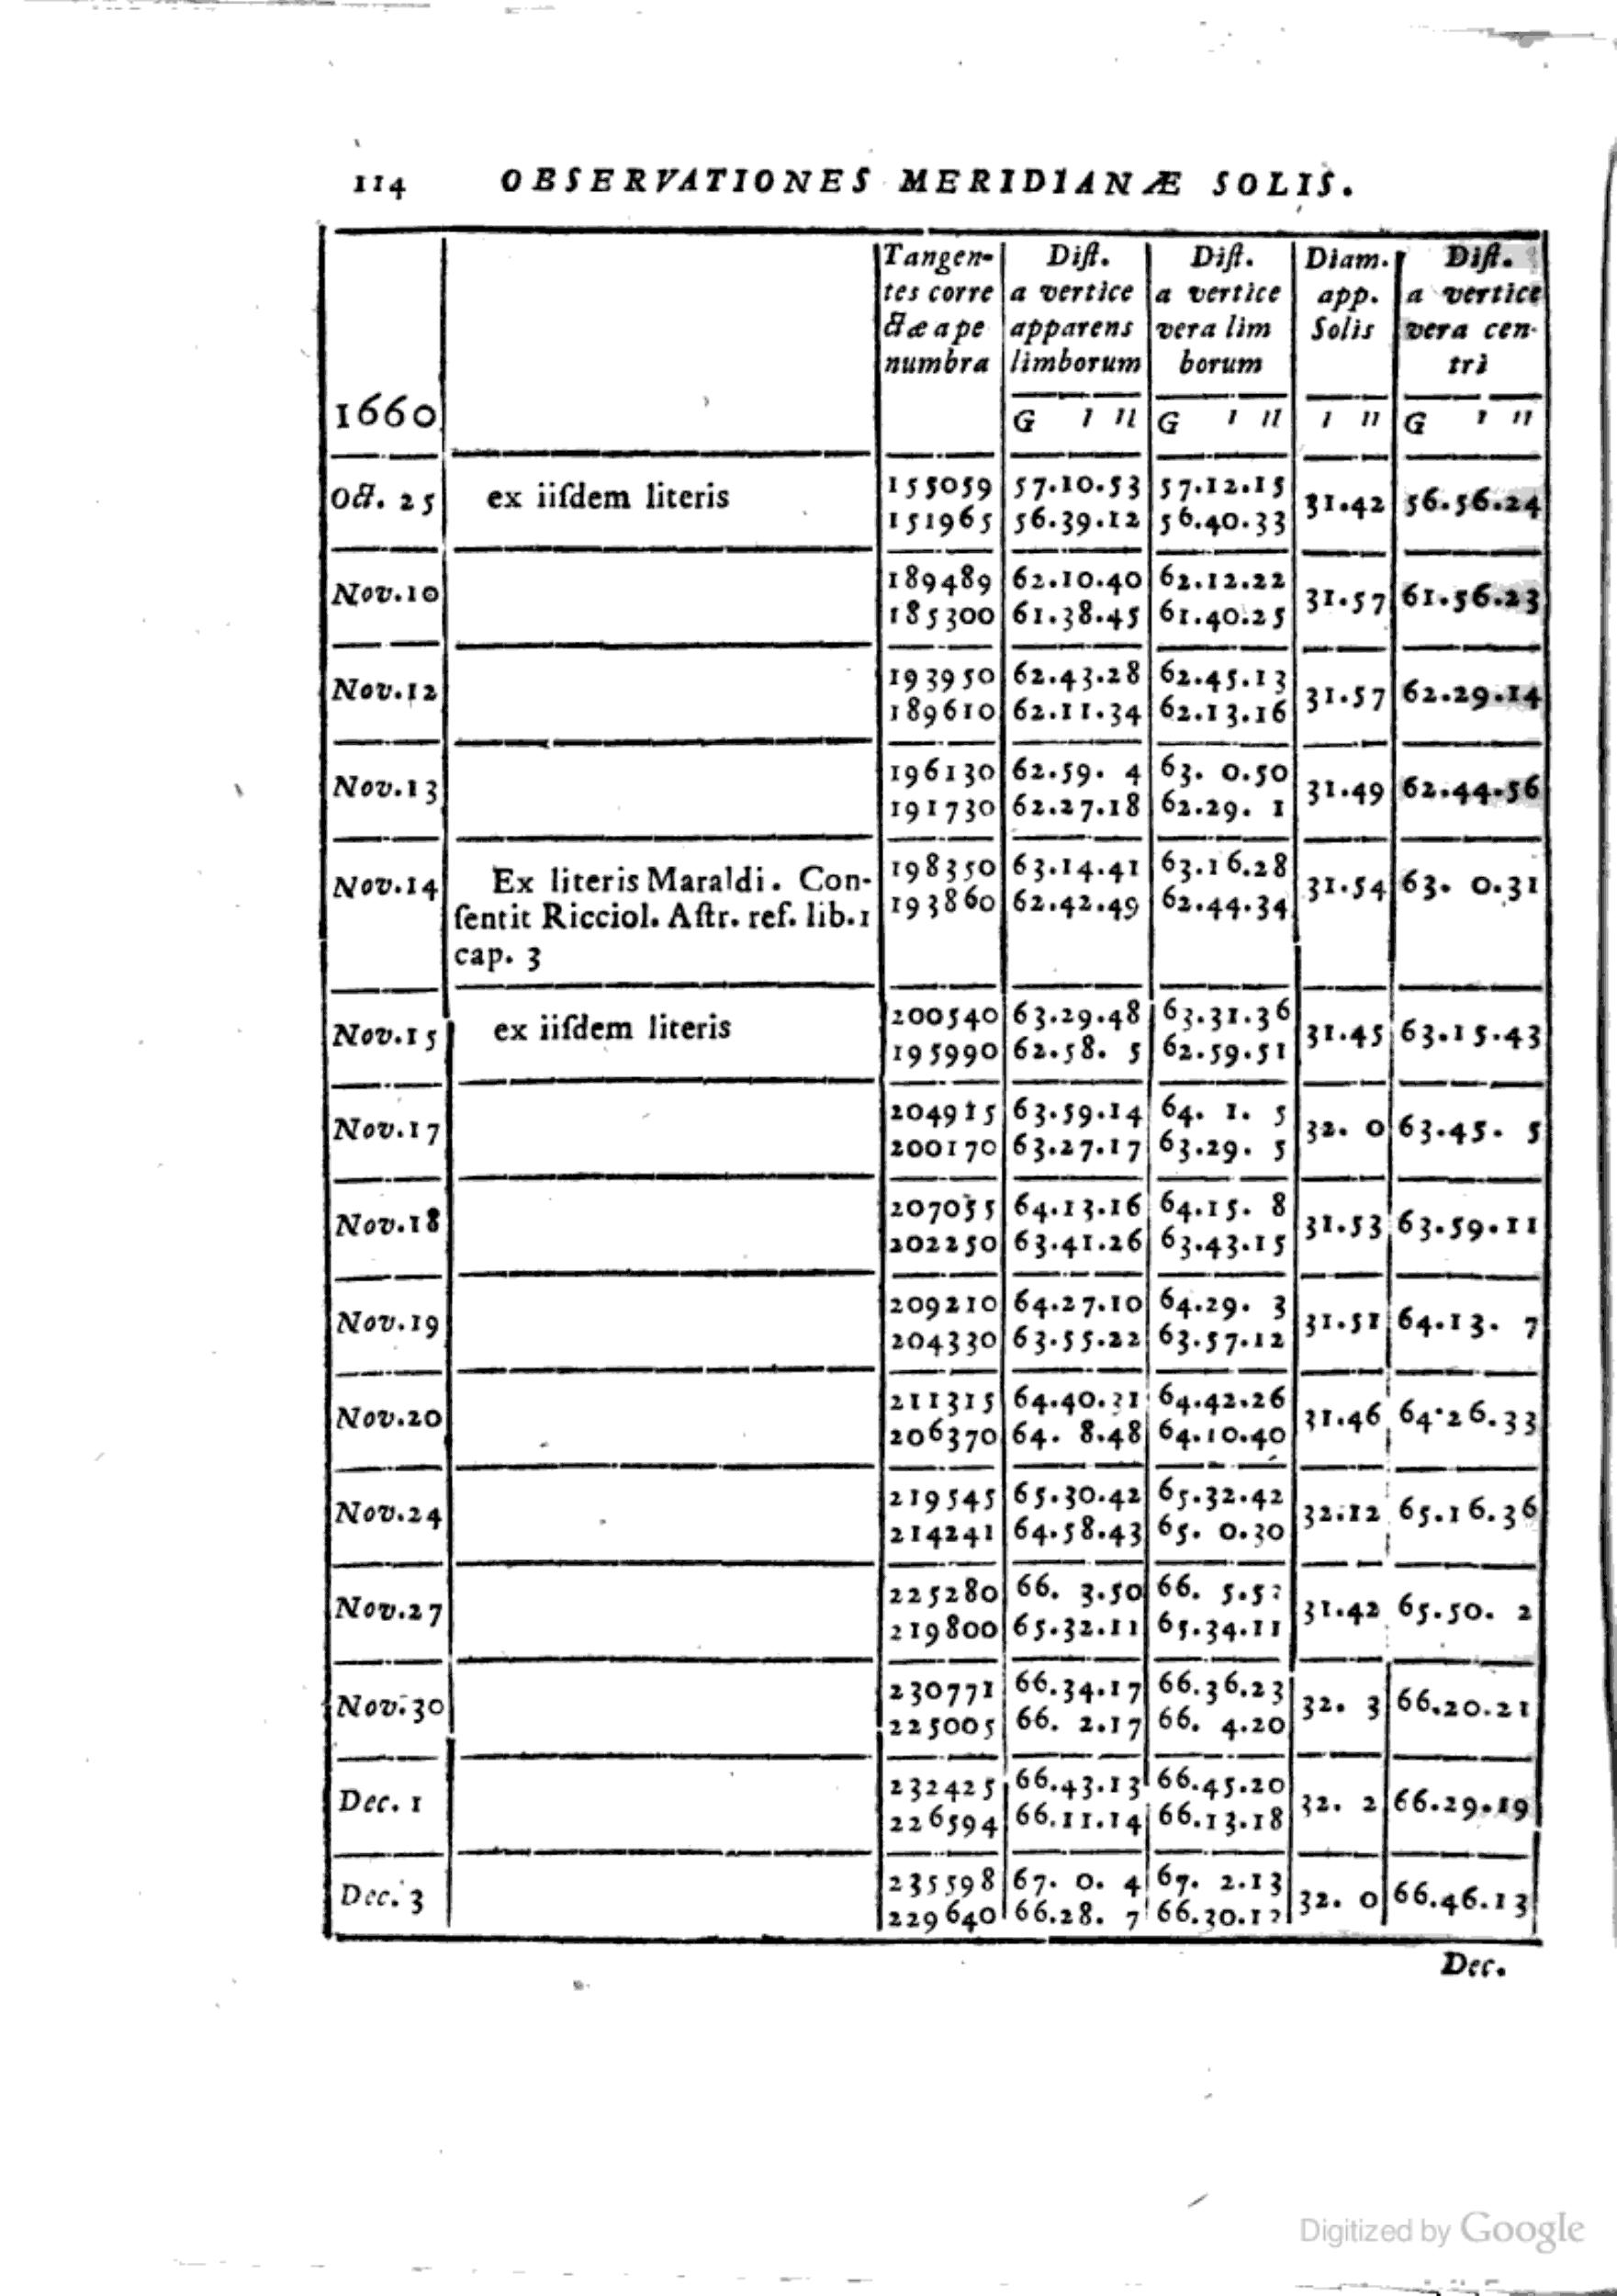 114 OBSERVATIONES MERIDIANÆ SOLIS.
1660
Tangen-
tes corre
ctæ a pe
numbra
Dist.
a vertice
apparens
limborum
G I II
Dist.
a vertice
vera lim
borum
G I II
Diam.
app.
Solis
I II
Dist.
a vertice
vera cen-
tri
G I II
Oct. 25 ex iisdem literis 155059 57.10.53 57.12.15 31.42 56.56.24
151965 56.39.12 56.40.33
Nov.10 189489 62.10.40 62.12.22 31.57 61.56.23
185300 61.38.45 61.40.25
Nov.12 193950 62.43.28 62.45.13 31.57 62.29.14
189610 62.11.34 62.13.16
Nov.13 196130 62.59. 4 63. 0.50 31.49 62.44.56
191730 62.27.18 62.29. 1
Nov.14 Ex literis Maraldi. Con- 198350 63.14.41 63.16.28 31.54 63. 0.31
sentit Ricciol. Astr. ref. lib.1 193860 62.42.49 62.44.34
cap. 3
Nov.15 ex iisdem literis 200540 63.29.48 63.31.36 31.45 63.15.43
195990 62.58. 5 62.59.51
Nov.17 204915 63.59.14 64. 1. 5 32. 0 63.45. 5
200170 63.27.17 63.29. 5
Nov.18 207055 64.13.16 64.15. 8 31.53 63.59.11
202250 63.41.26 63.43.15
Nov.19 209210 64.27.10 64.29. 3 31.51 64.13. 7
204330 63.55.22 63.57.12
Nov.20 211315 64.40.31 64.42.26 31.46 64.26.33
206370 64. 8.48 64.10.40
Nov.24 219545 65.30.42 65.32.42 32.12 65.16.36
214241 64.58.43 65. 0.30
Nov.27 225280 66. 3.50 31.42 65.50. 2
219800 65.32.11 65.34.11
Nov.30 230771 66.34.17 66.36.23 32. 3 66.20.21
225005 66. 2.17 66. 4.20
Dec. 1 232425 66.43.13 66.45.20 32. 2 66.29.19
226594 66.11.14 66.13.18
Dec. 3 235598 67. 0. 4 67. 2.13 32. 0 66.46.13
229640 66.28. 7
Dec.
Digitized by Google